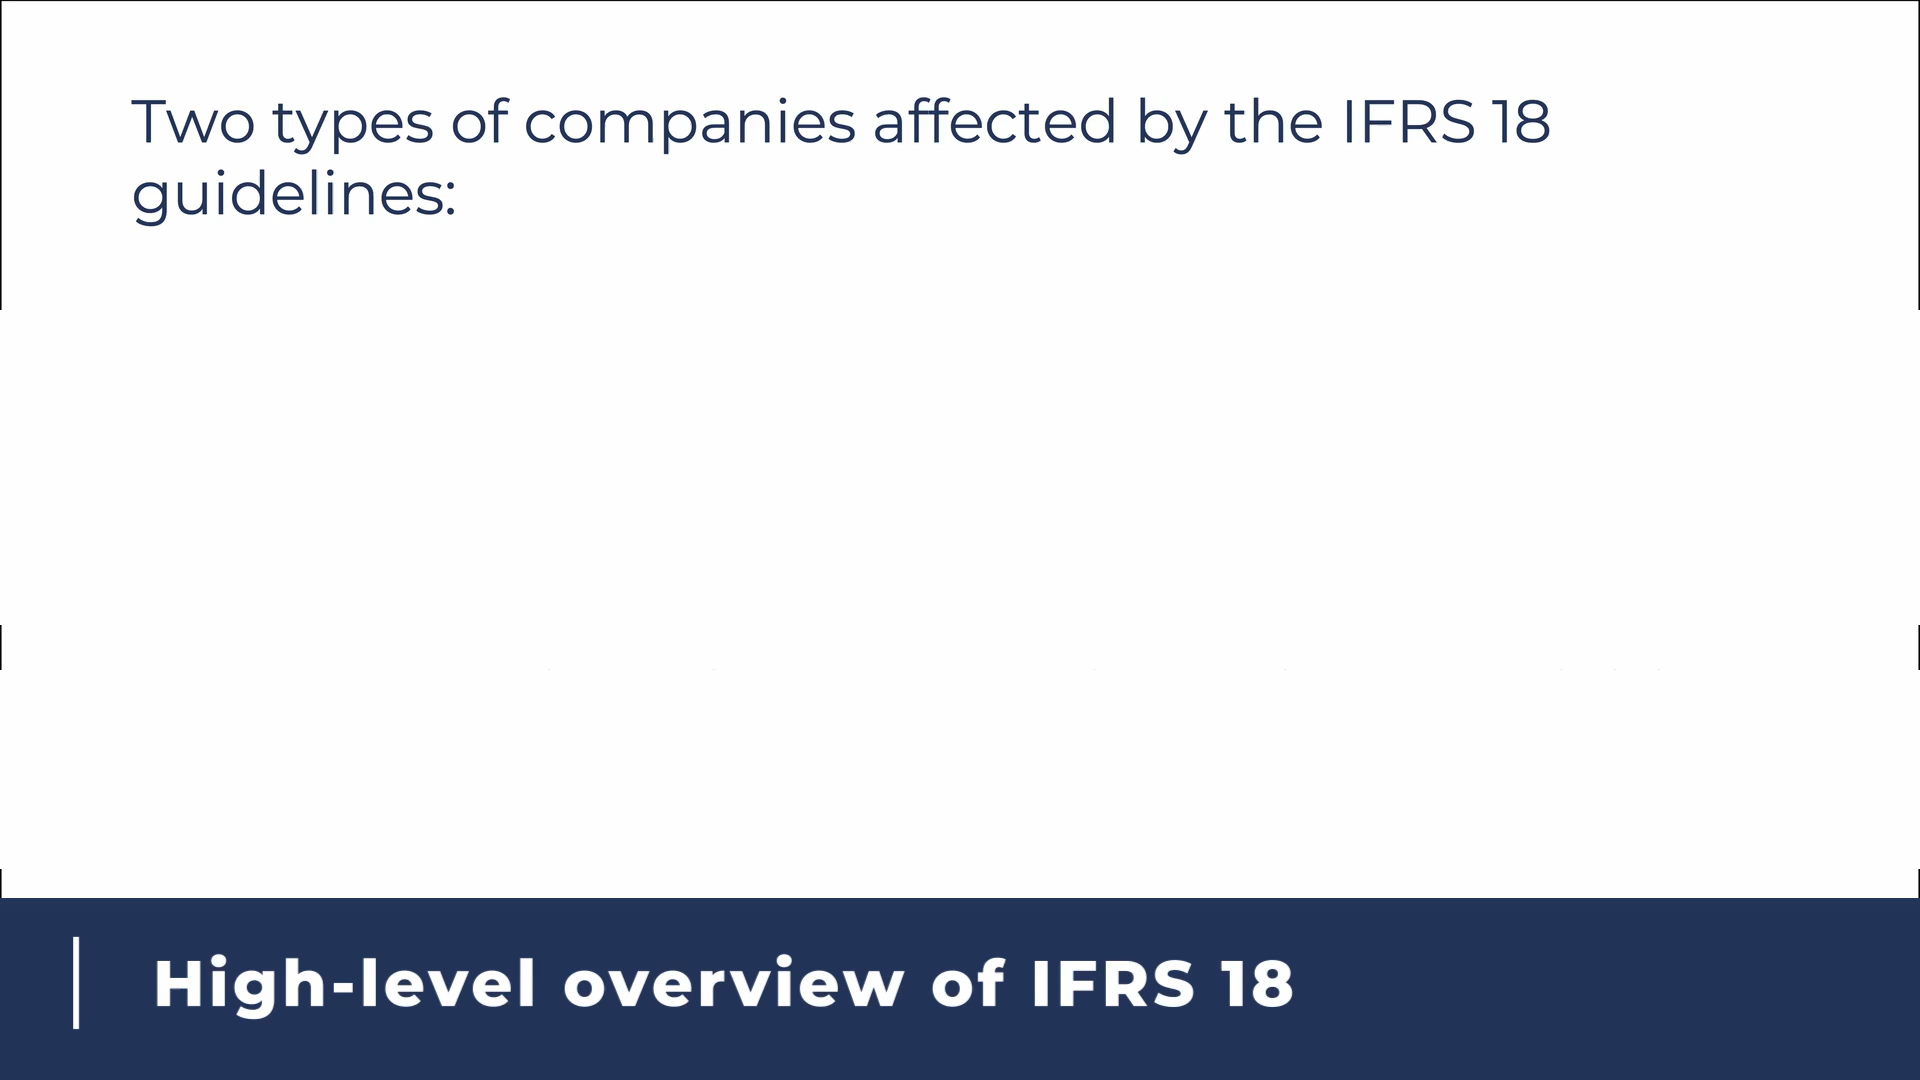 Two types of companies affected by the IFRS 18
guidelines:
High-level overview of IFRS 18